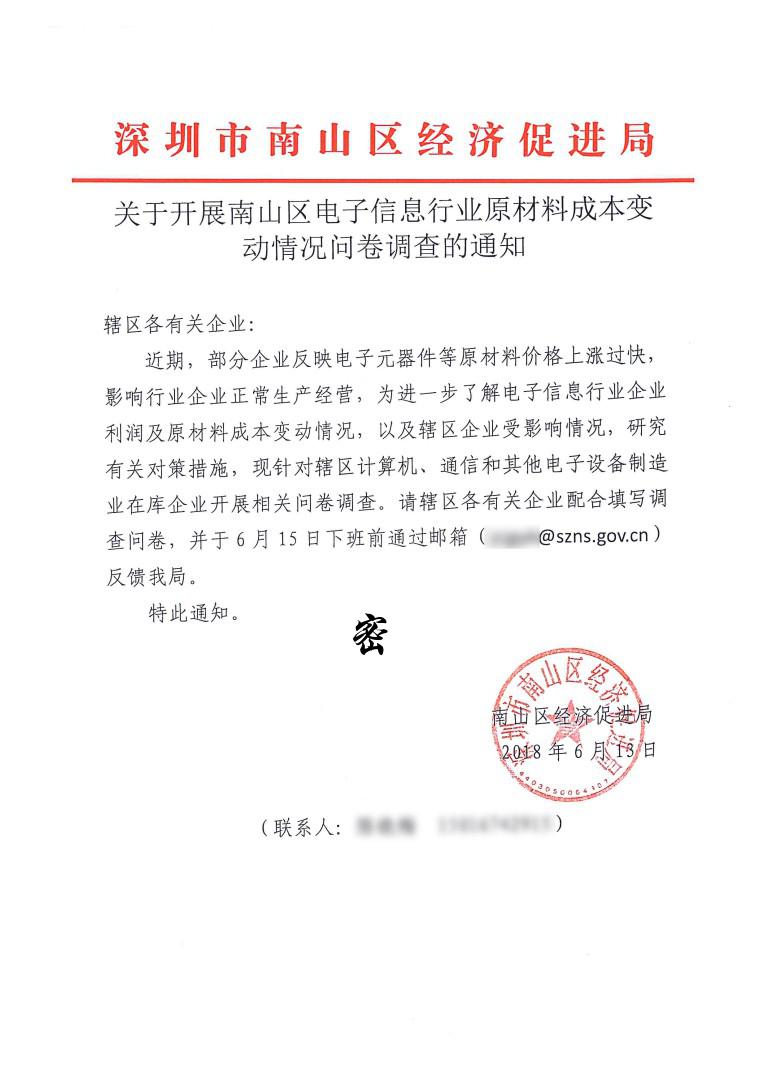 深圳市南山区经济促进局
关于开展南山区电子信息行业原材料成本变
动情况问卷调查的通知
辖区各有关企业：
近期，部分企业反映电子元器件等原材料价格上涨过快，
影响行业企业正常生产经营，为进一步了解电子信息行业企业
利润及原材料成本变动情况，以及辖区企业受影响情况，研究
有关对策措施，现针对辖区计算机、通信和其他电子设备制造
业在库企业开展相关问卷调查。请辖区各有关企业配合填写调
查问卷，并于6月15日下班前通过邮箱（@szns.gov.cn）
反馈我局。
特此通知。
密
深圳市南山区经济促进局
南山区经济促进局
2018年6月13日
4403050064107
（联系人：）